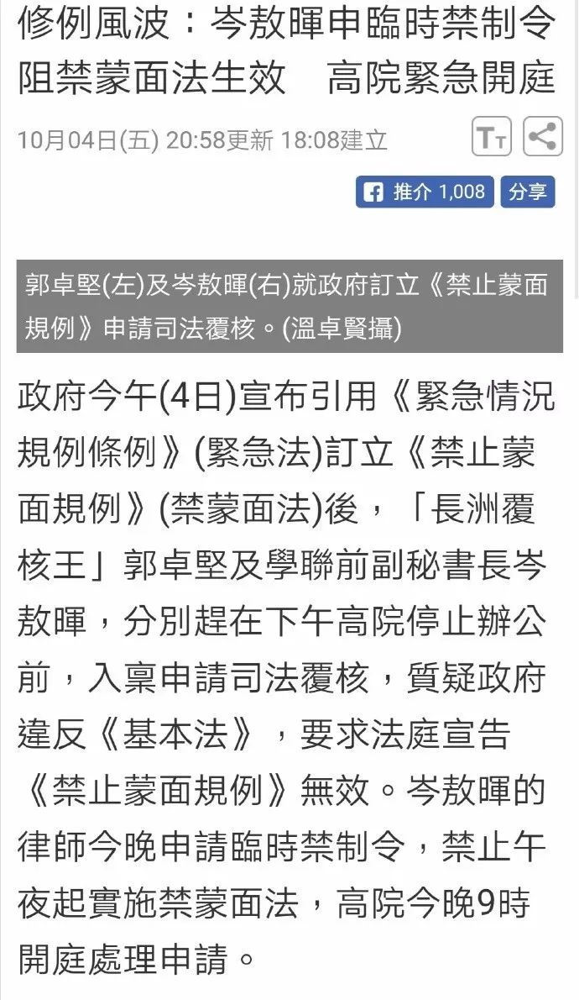 修例風波：岑敖暉申臨時禁制令
阻禁蒙面法生效　高院緊急開庭
10月04日(五) 20:58更新 18:08建立
TT
推介 1,008 分享
郭卓堅(左)及岑敖暉(右)就政府訂立《禁止蒙面
規例》申請司法覆核。(溫卓賢攝)
政府今午(4日)宣布引用《緊急情況
規例條例》(緊急法)訂立《禁止蒙
面規例》(禁蒙面法)後，「長洲覆
核王」郭卓堅及學聯前副秘書長岑
敖暉，分別趕在下午高院停止辦公
前，入稟申請司法覆核，質疑政府
違反《基本法》，要求法庭宣告
《禁止蒙面規例》無效。岑敖暉的
律師今晚申請臨時禁制令，禁止午
夜起實施禁蒙面法，高院今晚9時
開庭處理申請。